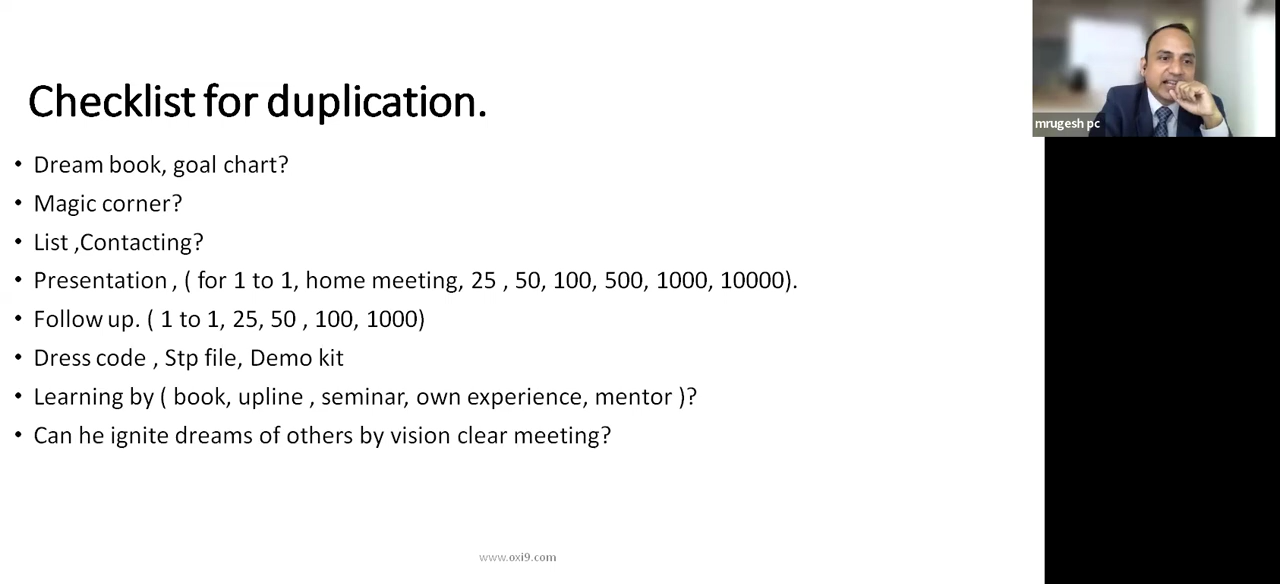 Checklist for duplication.
• Dream book, goal chart?
• Magic corner?
• List ,Contacting?
• Presentation , ( for 1 to 1, home meeting, 25 , 50, 100, 500, 1000, 10000).
• Follow up. ( 1 to 1, 25, 50 , 100, 1000)
• Dress code , Stp file, Demo kit
• Learning by ( book, upline , seminar, own experience, mentor )?
• Can he ignite dreams of others by vision clear meeting?
www.oxi9.com
mrugesh pc